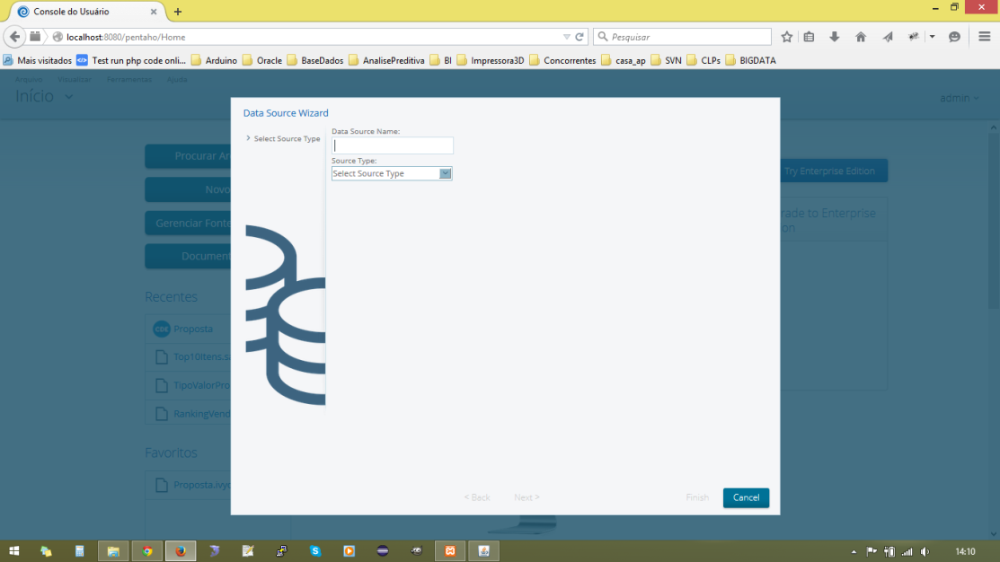 Console do Usuário
localhost:8080/pentaho/Home
Pesquisar
Mais visitados Test run php code onli... Arduino Oracle BaseDados AnalisePreditiva BI Impressora3D Concorrentes casa_ap SVN CLPs BIGDATA
Arquivo Visualizar Ferramentas Ajuda
Início
admin
Data Source Wizard
Select Source Type
Data Source Name:
Source Type:
Select Source Type
Procurar Ar
Novo
Gerenciar Fonte
Document
Try Enterprise Edition
rade to Enterprise
on
Recentes
CDE Proposta
Top10Itens.s
TipoValorPro
RankingVend
Favoritos
Proposta.ivyc
< Back Next > Finish Cancel
14:10